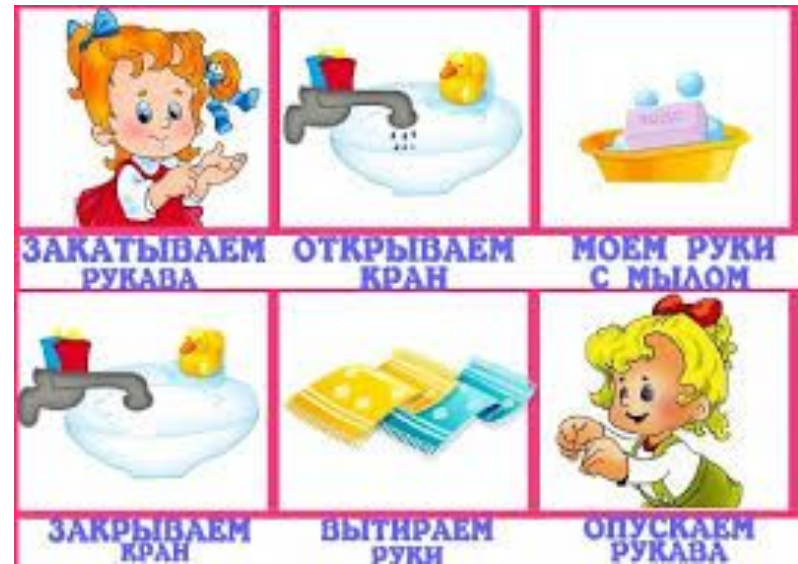 ЗАКАТЫВАЕМ
РУКАВА
ОТКРЫВАЕМ
КРАН
МОЕМ РУКИ
С МЫЛОМ
ЗАКРЫВАЕМ
КРАН
ВЫТИРАЕМ
РУКИ
ОПУСКАЕМ
РУКАВА